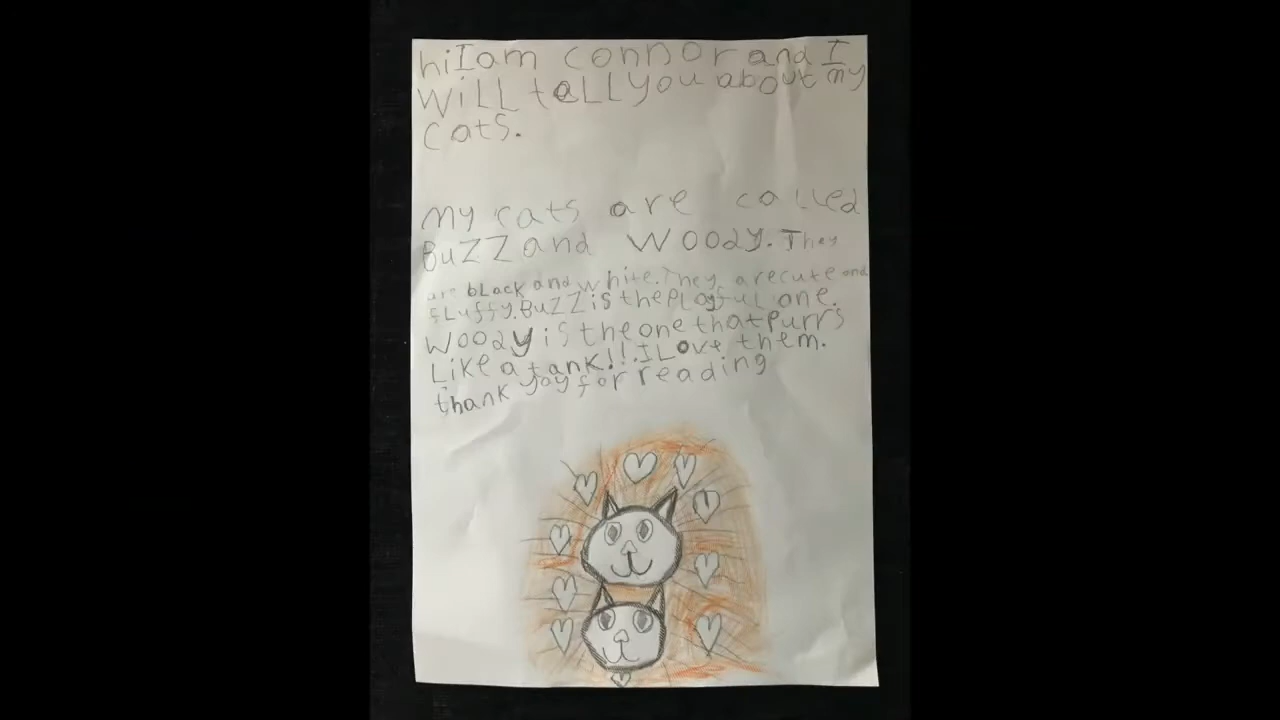 hi I am connor and I
will tell you about my
cats.
My cats are called
Buzz and woody. They
are black and white. They are cute and
fluffy. Buzz is the playful one.
Woody is the one that purrs
Like a tank!!! I Love them.
thank you for reading